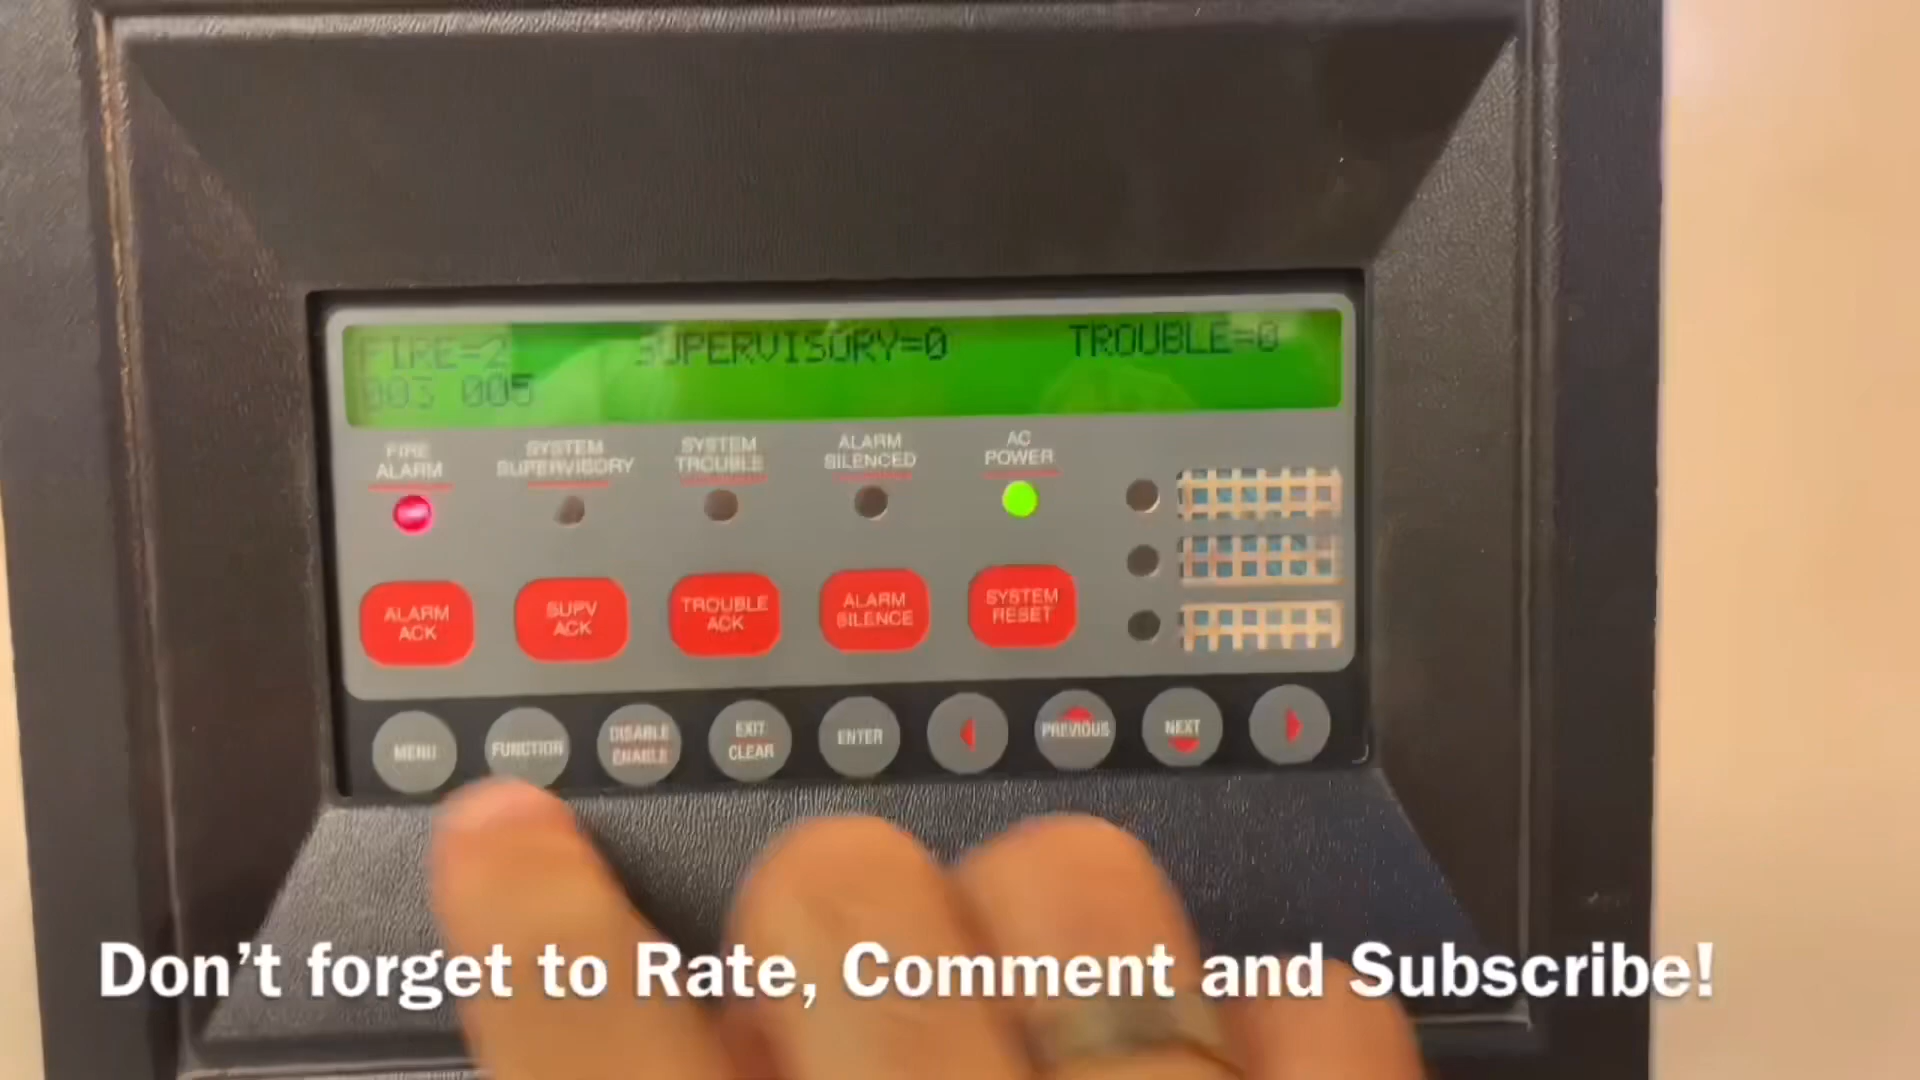 FIRE=2 SUPERVISORY=0 TROUBLE=0
003 005
FIRE ALARM
SYSTEM SUPERVISORY
SYSTEM TROUBLE
ALARM SILENCED
AC POWER
ALARM ACK
SUPV ACK
TROUBLE ACK
ALARM SILENCE
SYSTEM RESET
MENU
FUNCTION
DISABLE ENABLE
EXIT CLEAR
ENTER
PREVIOUS
NEXT
Don't forget to Rate, Comment and Subscribe!